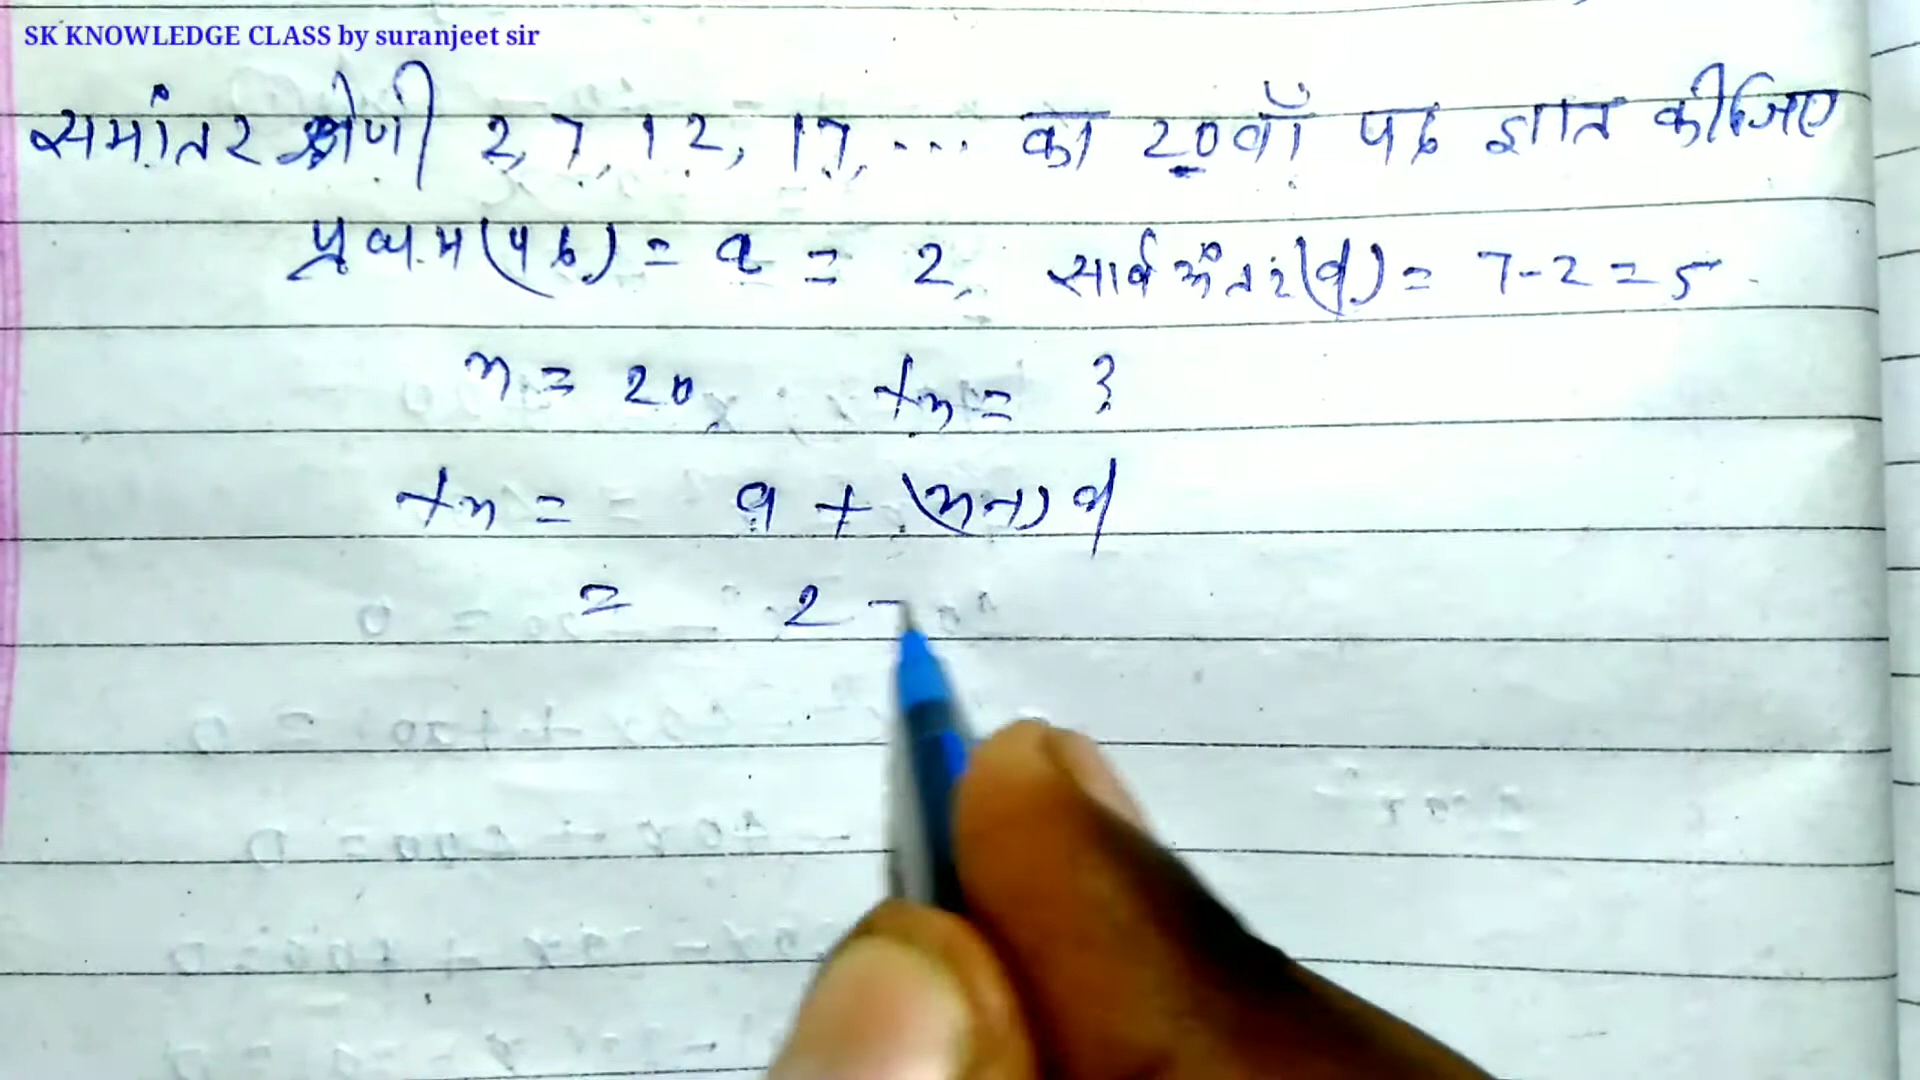 SK KNOWLEDGE CLASS by suranjeet sir
समांतर श्रेणी 2, 7, 12, 17, ... का 20वाँ पद ज्ञात कीजिए
प्रथम (पद) = a = 2, सार्व अंतर (d) = 7-2 = 5
n = 20, tn = ?
tn = a + (n-1) d
= 2